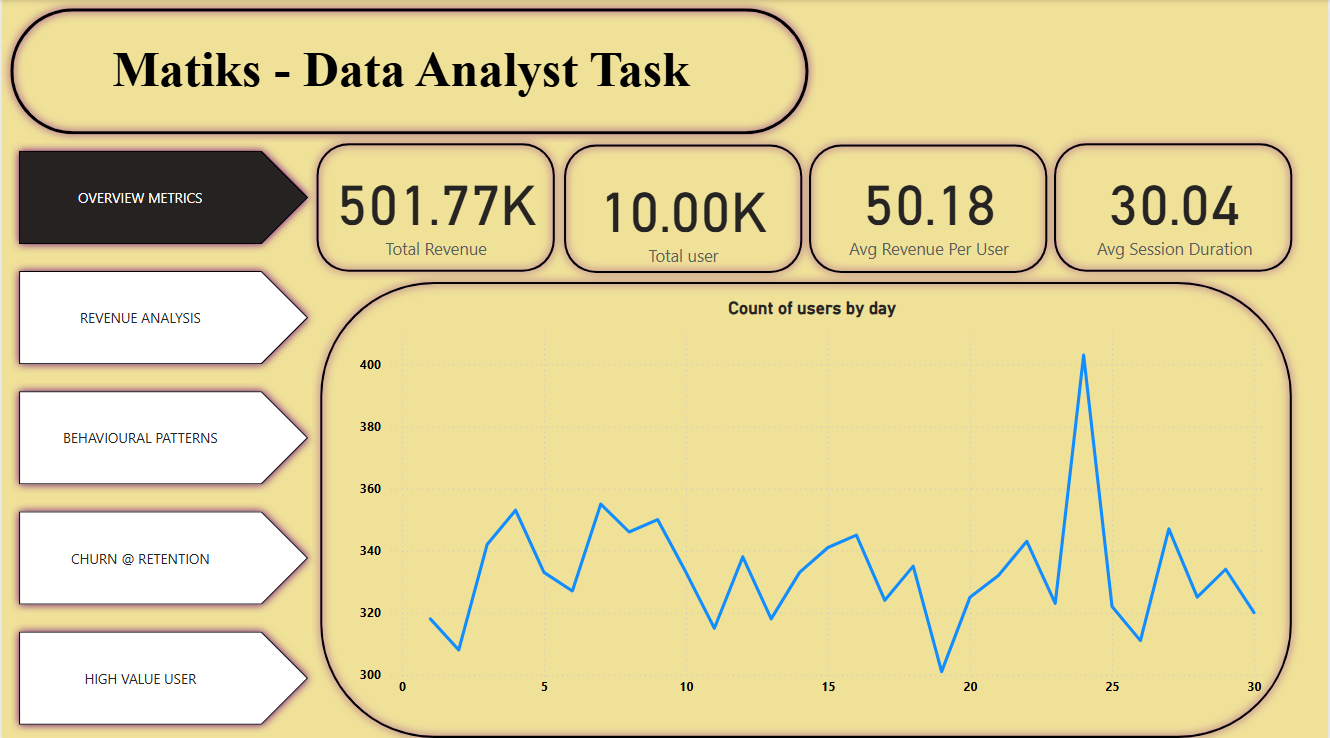 Matiks - Data Analyst Task
OVERVIEW METRICS
501.77K
Total Revenue
10.00K
Total user
50.18
Avg Revenue Per User
30.04
Avg Session Duration
REVENUE ANALYSIS
BEHAVIOURAL PATTERNS
CHURN @ RETENTION
HIGH VALUE USER
Count of users by day
400
380
360
340
320
300
0 5 10 15 20 25 30